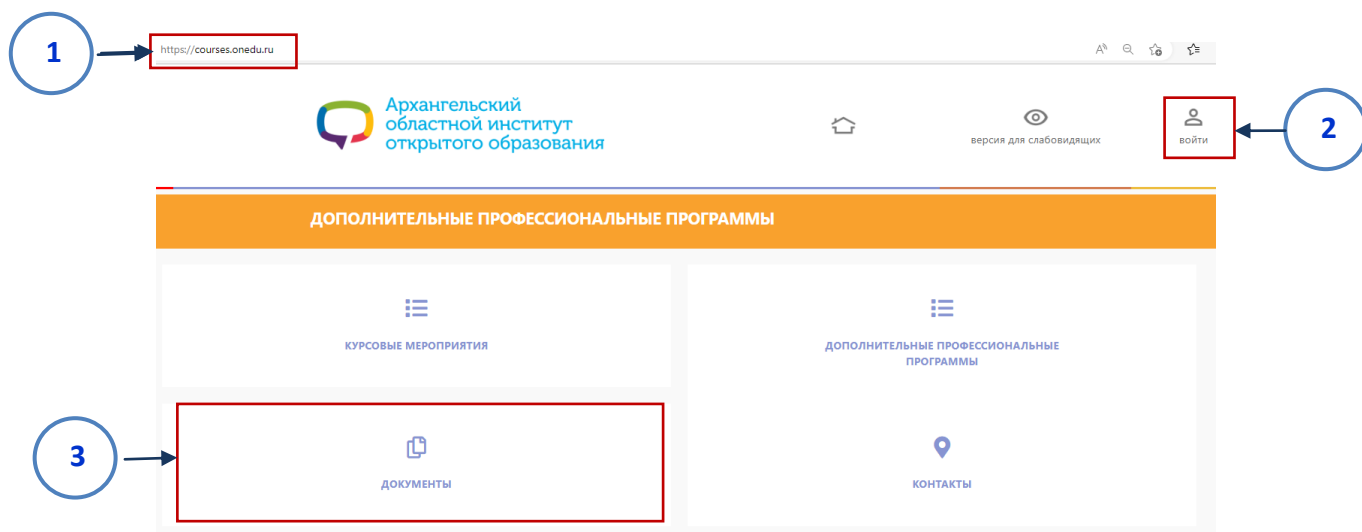 1
https://courses.onedu.ru
Архангельский
областной институт
открытого образования
версия для слабовидящих
войти
2
ДОПОЛНИТЕЛЬНЫЕ ПРОФЕССИОНАЛЬНЫЕ ПРОГРАММЫ
КУРСОВЫЕ МЕРОПРИЯТИЯ
ДОПОЛНИТЕЛЬНЫЕ ПРОФЕССИОНАЛЬНЫЕ
ПРОГРАММЫ
3
ДОКУМЕНТЫ
КОНТАКТЫ